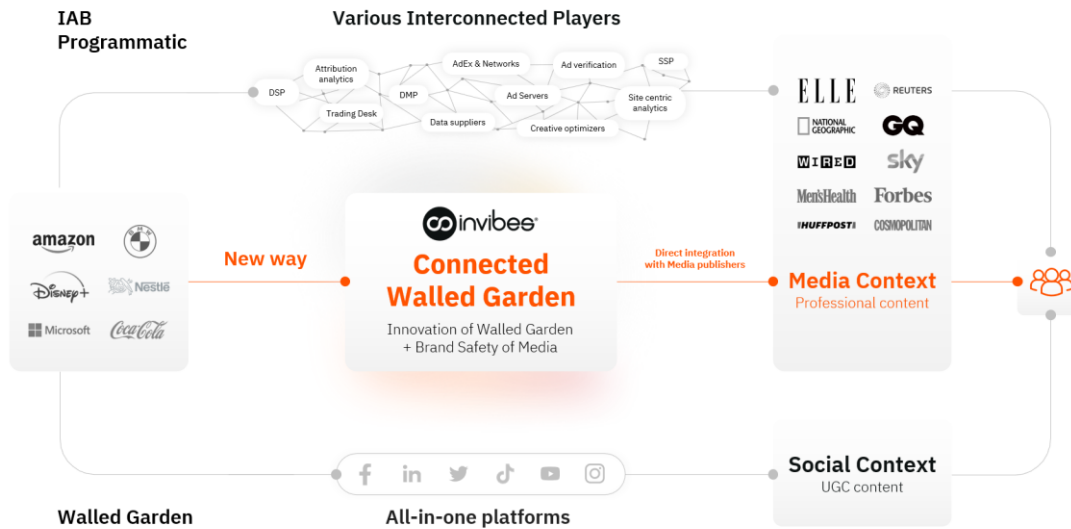 IAB
Programmatic
Various Interconnected Players
Attribution
analytics
AdEx & Networks
Ad verification
SSP
DSP
DMP
Ad Servers
Site centric
analytics
Trading Desk
Data suppliers
Creative optimizers
ELLE
REUTERS
NATIONAL
GEOGRAPHIC
GQ
WIRED
sky
Men'sHealth
Forbes
HUFFPOST
COSMOPOLITAN
amazon
BMW
Disney+
Nestlé
Microsoft
Coca-Cola
New way
invibes®
Connected
Walled Garden
Innovation of Walled Garden
+ Brand Safety of Media
Direct integration
with Media publishers
Media Context
Professional content
Social Context
UGC content
f
in
Walled Garden
All-in-one platforms